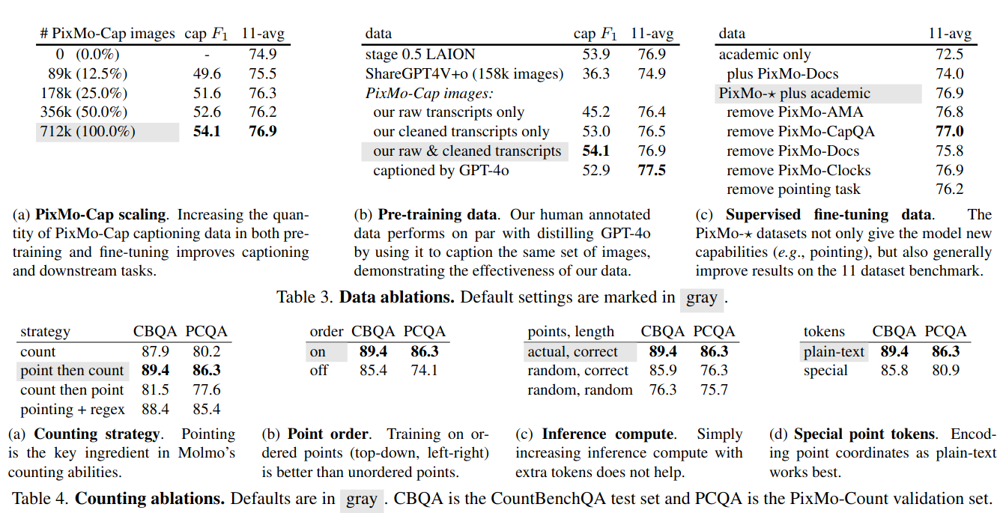 # PixMo-Cap images cap F1 11-avg
0 (0.0%) - 74.9
89k (12.5%) 49.6 75.5
178k (25.0%) 51.6 76.3
356k (50.0%) 52.6 76.2
712k (100.0%) 54.1 76.9
(a) PixMo-Cap scaling. Increasing the quan-
tity of PixMo-Cap captioning data in both pre-
training and fine-tuning improves captioning
and downstream tasks.
data cap F1 11-avg
stage 0.5 LAION 53.9 76.9
ShareGPT4V+o (158k images) 36.3 74.9
PixMo-Cap images:
our raw transcripts only 45.2 76.4
our cleaned transcripts only 53.0 76.5
our raw & cleaned transcripts 54.1 76.9
captioned by GPT-4o 52.9 77.5
(b) Pre-training data. Our human annotated
data performs on par with distilling GPT-4o
by using it to caption the same set of images,
demonstrating the effectiveness of our data.
data 11-avg
academic only 72.5
plus PixMo-Docs 74.0
PixMo-⋆ plus academic 76.9
remove PixMo-AMA 76.8
remove PixMo-CapQA 77.0
remove PixMo-Docs 75.8
remove PixMo-Clocks 76.9
remove pointing task 76.2
(c) Supervised fine-tuning data. The
PixMo-⋆ datasets not only give the model new
capabilities (e.g., pointing), but also generally
improve results on the 11 dataset benchmark.
Table 3. Data ablations. Default settings are marked in gray .
strategy CBQA PCQA
count 87.9 80.2
point then count 89.4 86.3
count then point 81.5 77.6
pointing + regex 88.4 85.4
(a) Counting strategy. Pointing
is the key ingredient in Molmo's
counting abilities.
order CBQA PCQA
on 89.4 86.3
off 85.4 74.1
(b) Point order. Training on or-
dered points (top-down, left-right)
is better than unordered points.
points, length CBQA PCQA
actual, correct 89.4 86.3
random, correct 85.9 76.3
random, random 76.3 75.7
(c) Inference compute. Simply
increasing inference compute with
extra tokens does not help.
tokens CBQA PCQA
plain-text 89.4 86.3
special 85.8 80.9
(d) Special point tokens. Encod-
ing point coordinates as plain-text
works best.
Table 4. Counting ablations. Defaults are in gray . CBQA is the CountBenchQA test set and PCQA is the PixMo-Count validation set.